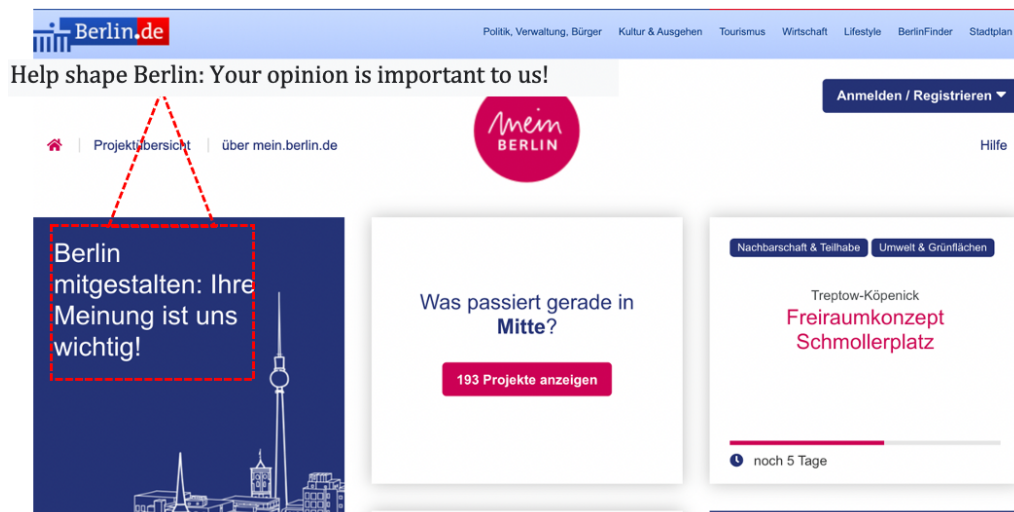 Berlin.de
Politik, Verwaltung, Bürger Kultur & Ausgehen Tourismus Wirtschaft Lifestyle BerlinFinder Stadtplan
Help shape Berlin: Your opinion is important to us!
Anmelden / Registrieren
mein
BERLIN
Projektübersicht über mein.berlin.de
Hilfe
Berlin
mitgestalten: Ihre
Meinung ist uns
wichtig!
Was passiert gerade in
Mitte?
193 Projekte anzeigen
Nachbarschaft & Teilhabe Umwelt & Grünflächen
Treptow-Köpenick
Freiraumkonzept
Schmollerplatz
noch 5 Tage